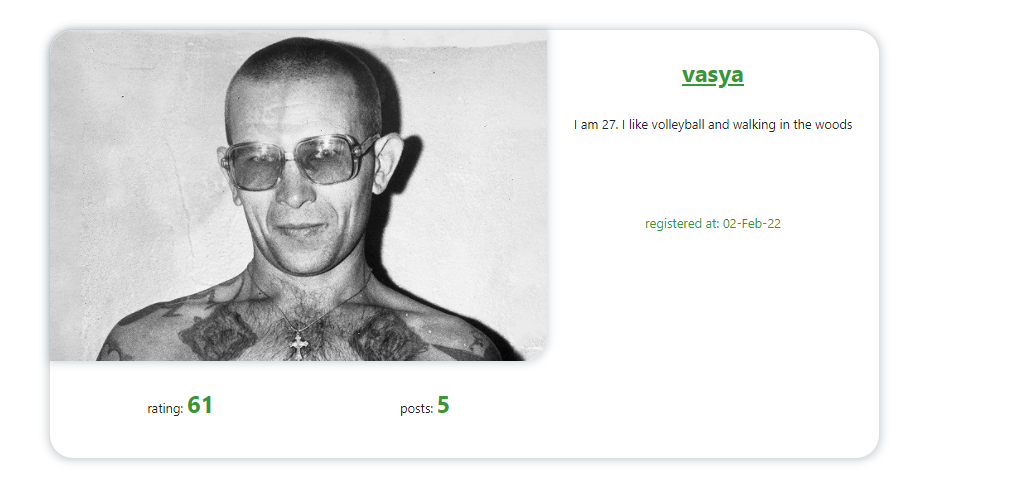 vasya
I am 27. I like volleyball and walking in the woods
registered at: 02-Feb-22
rating: 61
posts: 5